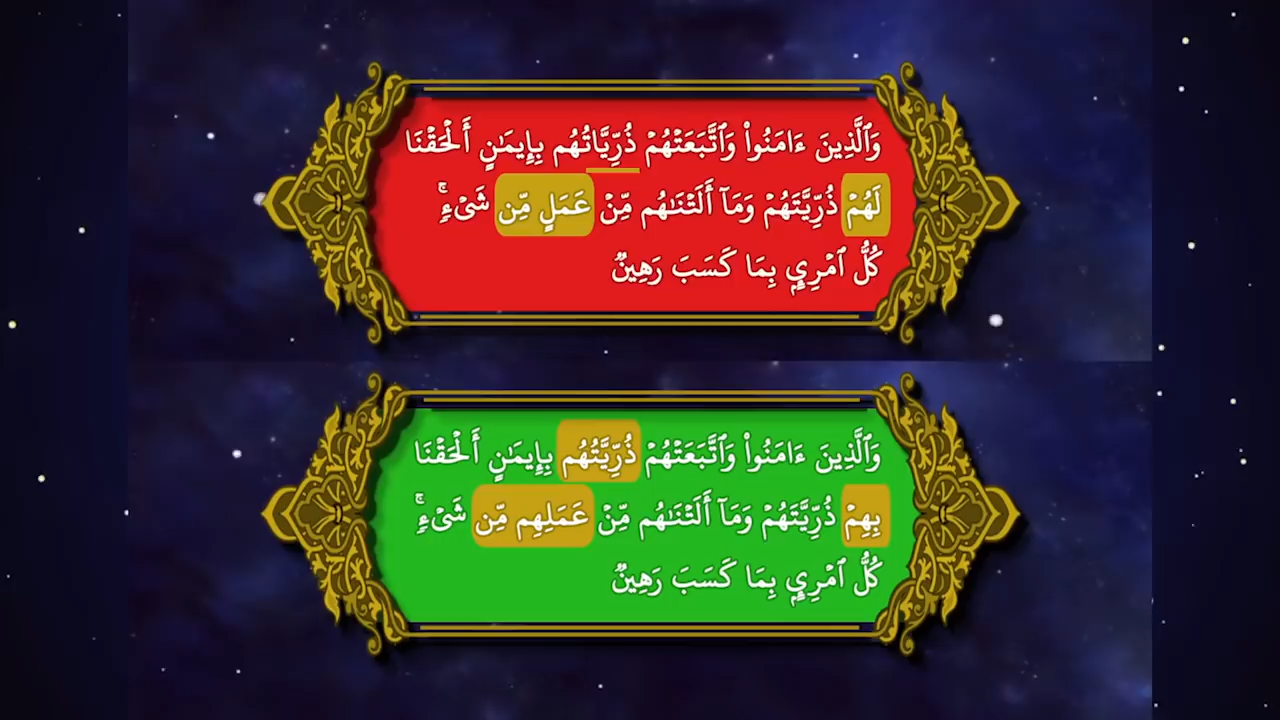 وَٱلَّذِينَ ءَامَنُوا۟ وَٱتَّبَعَتْهُمْ ذُرِّيَّاتُهُم بِإِيمَـٰنٍ أَلْحَقْنَا
لَهُمْ ذُرِّيَّتَهُمْ وَمَآ أَلَتْنَـٰهُم مِّنْ عَمَلٍ مِّن شَىْءٍۚ
كُلُّ ٱمْرِئٍۭ بِمَا كَسَبَ رَهِينٌ
وَٱلَّذِينَ ءَامَنُوا۟ وَٱتَّبَعَتْهُمْ ذُرِّيَّتُهُم بِإِيمَـٰنٍ أَلْحَقْنَا
بِهِمْ ذُرِّيَّتَهُمْ وَمَآ أَلَتْنَـٰهُم مِّنْ عَمَلِهِم مِّن شَىْءٍۚ
كُلُّ ٱمْرِئٍۭ بِمَا كَسَبَ رَهِينٌ